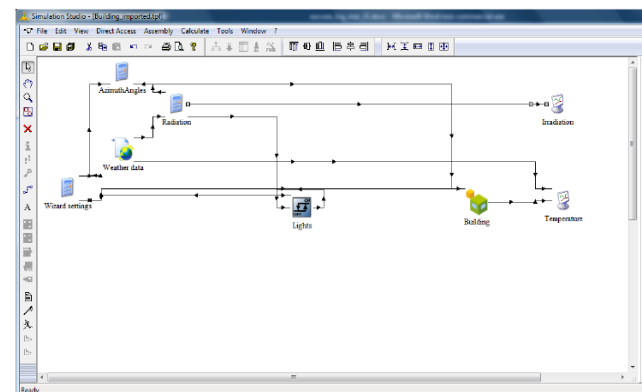 Simulation Studio - [Building_imported.tpf]
File Edit View Direct Access Assembly Calculate Tools Window ?
AzimuthAngles
Radiation
Irradiation
Weather data
Wizard settings
Lights
Building
Temperature
Ready